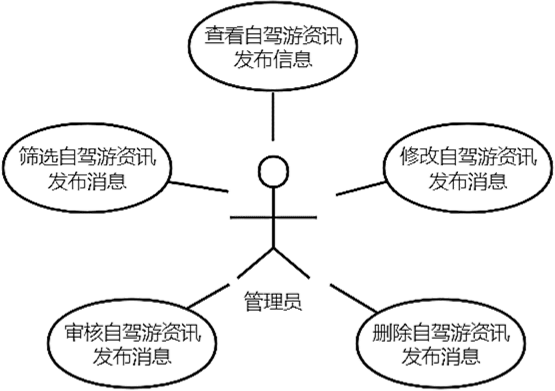 查看自驾游资讯
发布信息
筛选自驾游资讯
发布消息
修改自驾游资讯
发布消息
管理员
审核自驾游资讯
发布消息
删除自驾游资讯
发布消息